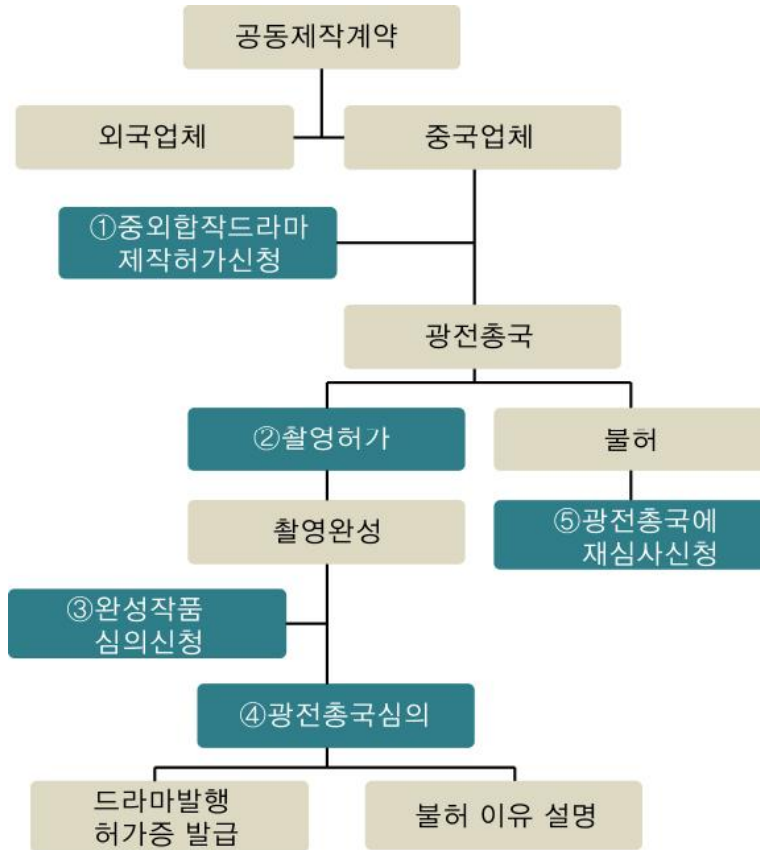 공동제작계약
외국업체
중국업체
①중외합작드라마
제작허가신청
광전총국
②촬영허가
불허
촬영완성
⑤광전총국에
재심사신청
③완성작품
심의신청
④광전총국심의
드라마발행
허가증 발급
불허 이유 설명